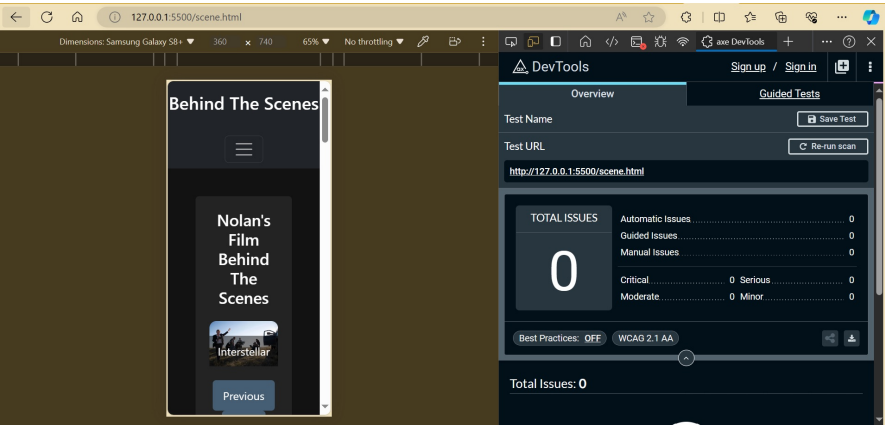 127.0.0.1:5500/scene.html
Dimensions: Samsung Galaxy S8+ ▼ 360 x 740 65% ▼ No throttling ▼
axe DevTools
DevTools
Sign up / Sign in
Overview
Guided Tests
Test Name
Save Test
Test URL
Re-run scan
http://127.0.0.1:5500/scene.html
TOTAL ISSUES
0
Automatic Issues 0
Guided Issues 0
Manual Issues 0
Critical 0 Serious 0
Moderate 0 Minor 0
Best Practices: OFF
WCAG 2.1 AA
Total Issues: 0
Behind The Scenes
Nolan's
Film
Behind
The
Scenes
Interstellar
Previous